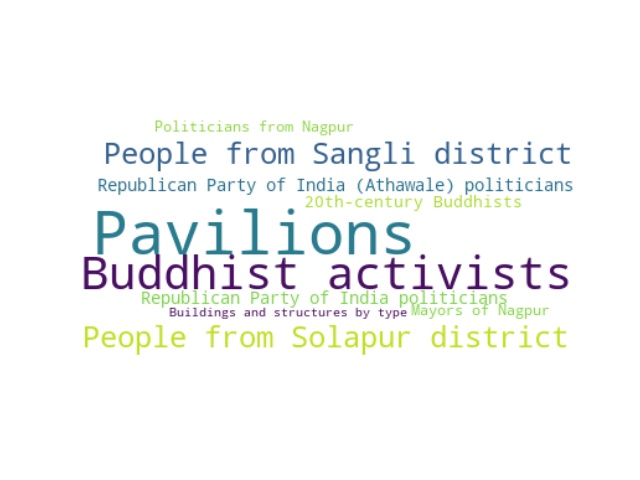 Politicians from Nagpur
People from Sangli district
Republican Party of India (Athawale) politicians
20th-century Buddhists
Pavilions
Buddhist activists
Republican Party of India politicians
Buildings and structures by type
Mayors of Nagpur
People from Solapur district